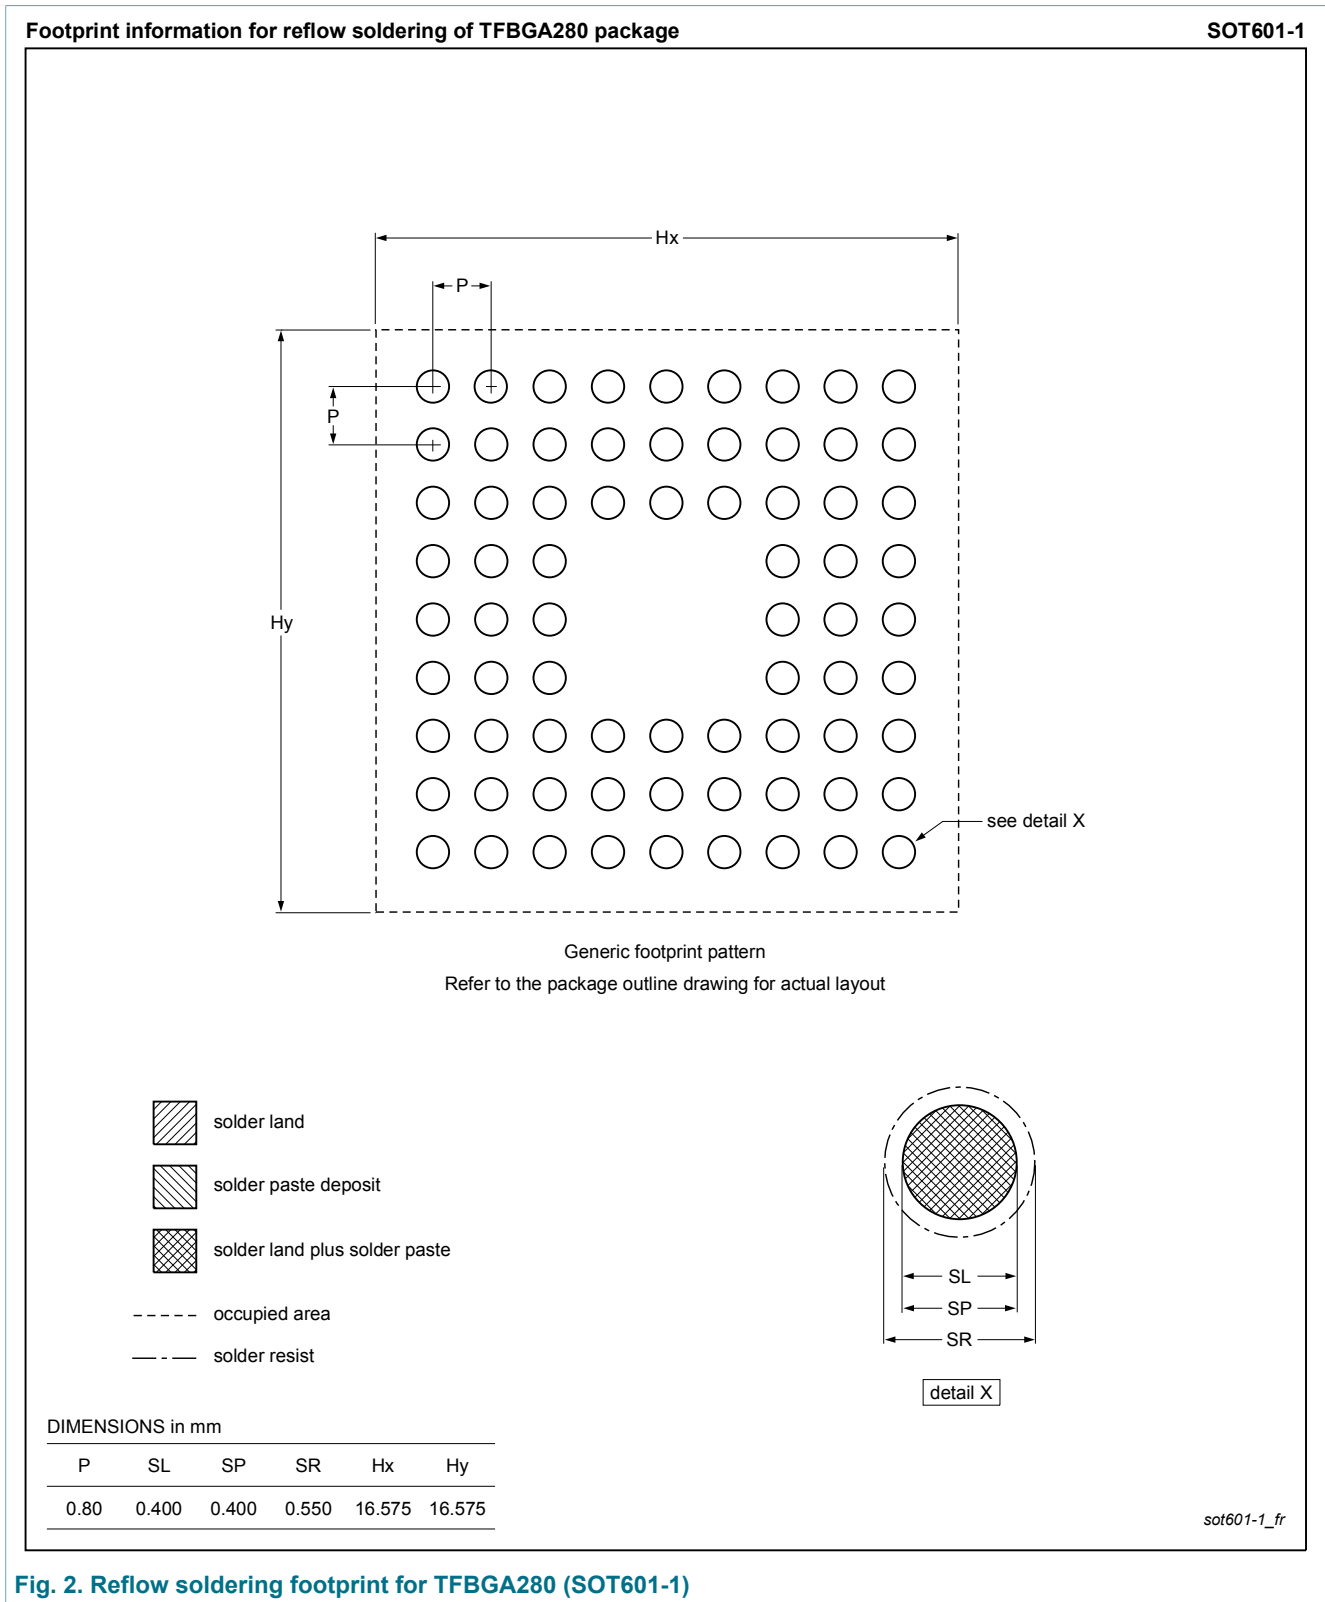 Footprint information for reflow soldering of TFBGA280 package SOT601-1
Hx
P
P
Hy
see detail X
Generic footprint pattern
Refer to the package outline drawing for actual layout
solder land
solder paste deposit
solder land plus solder paste
occupied area
solder resist
SL
SP
SR
detail X
DIMENSIONS in mm
P SL SP SR Hx Hy
0.80 0.400 0.400 0.550 16.575 16.575
sot601-1_fr
Fig. 2. Reflow soldering footprint for TFBGA280 (SOT601-1)